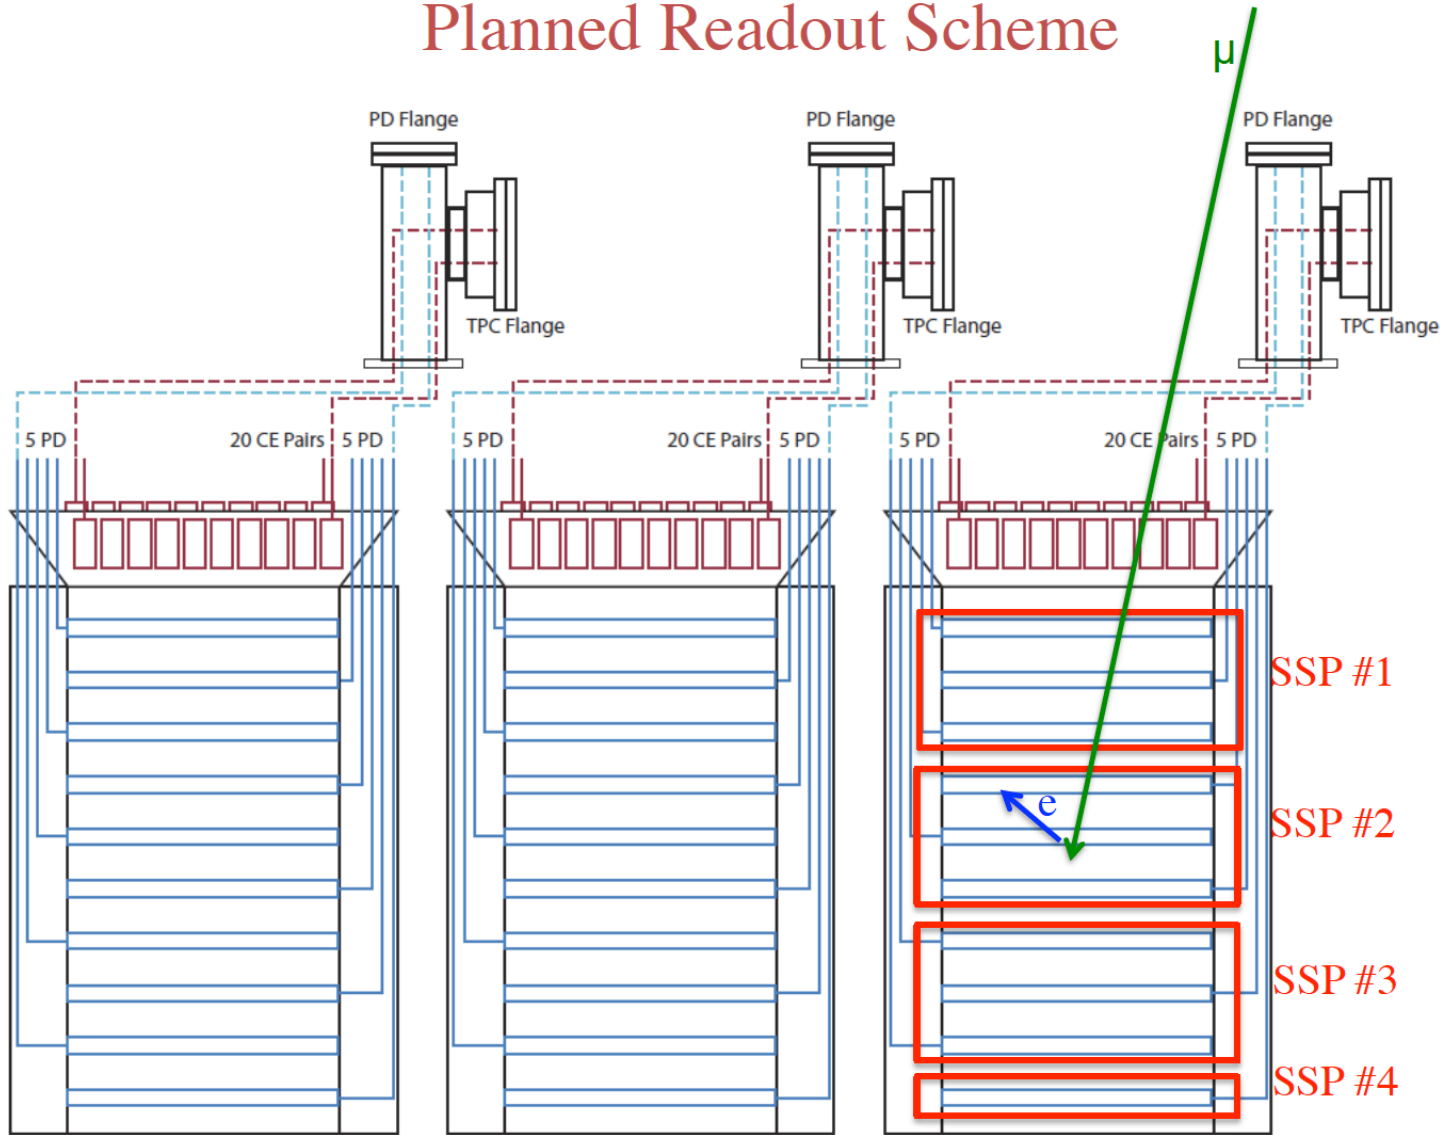 Planned Readout Scheme
μ
PD Flange
PD Flange
PD Flange
TPC Flange
TPC Flange
TPC Flange
5 PD
20 CE Pairs
5 PD
5 PD
20 CE Pairs
5 PD
5 PD
20 CE Pairs
5 PD
SSP #1
e
SSP #2
SSP #3
SSP #4